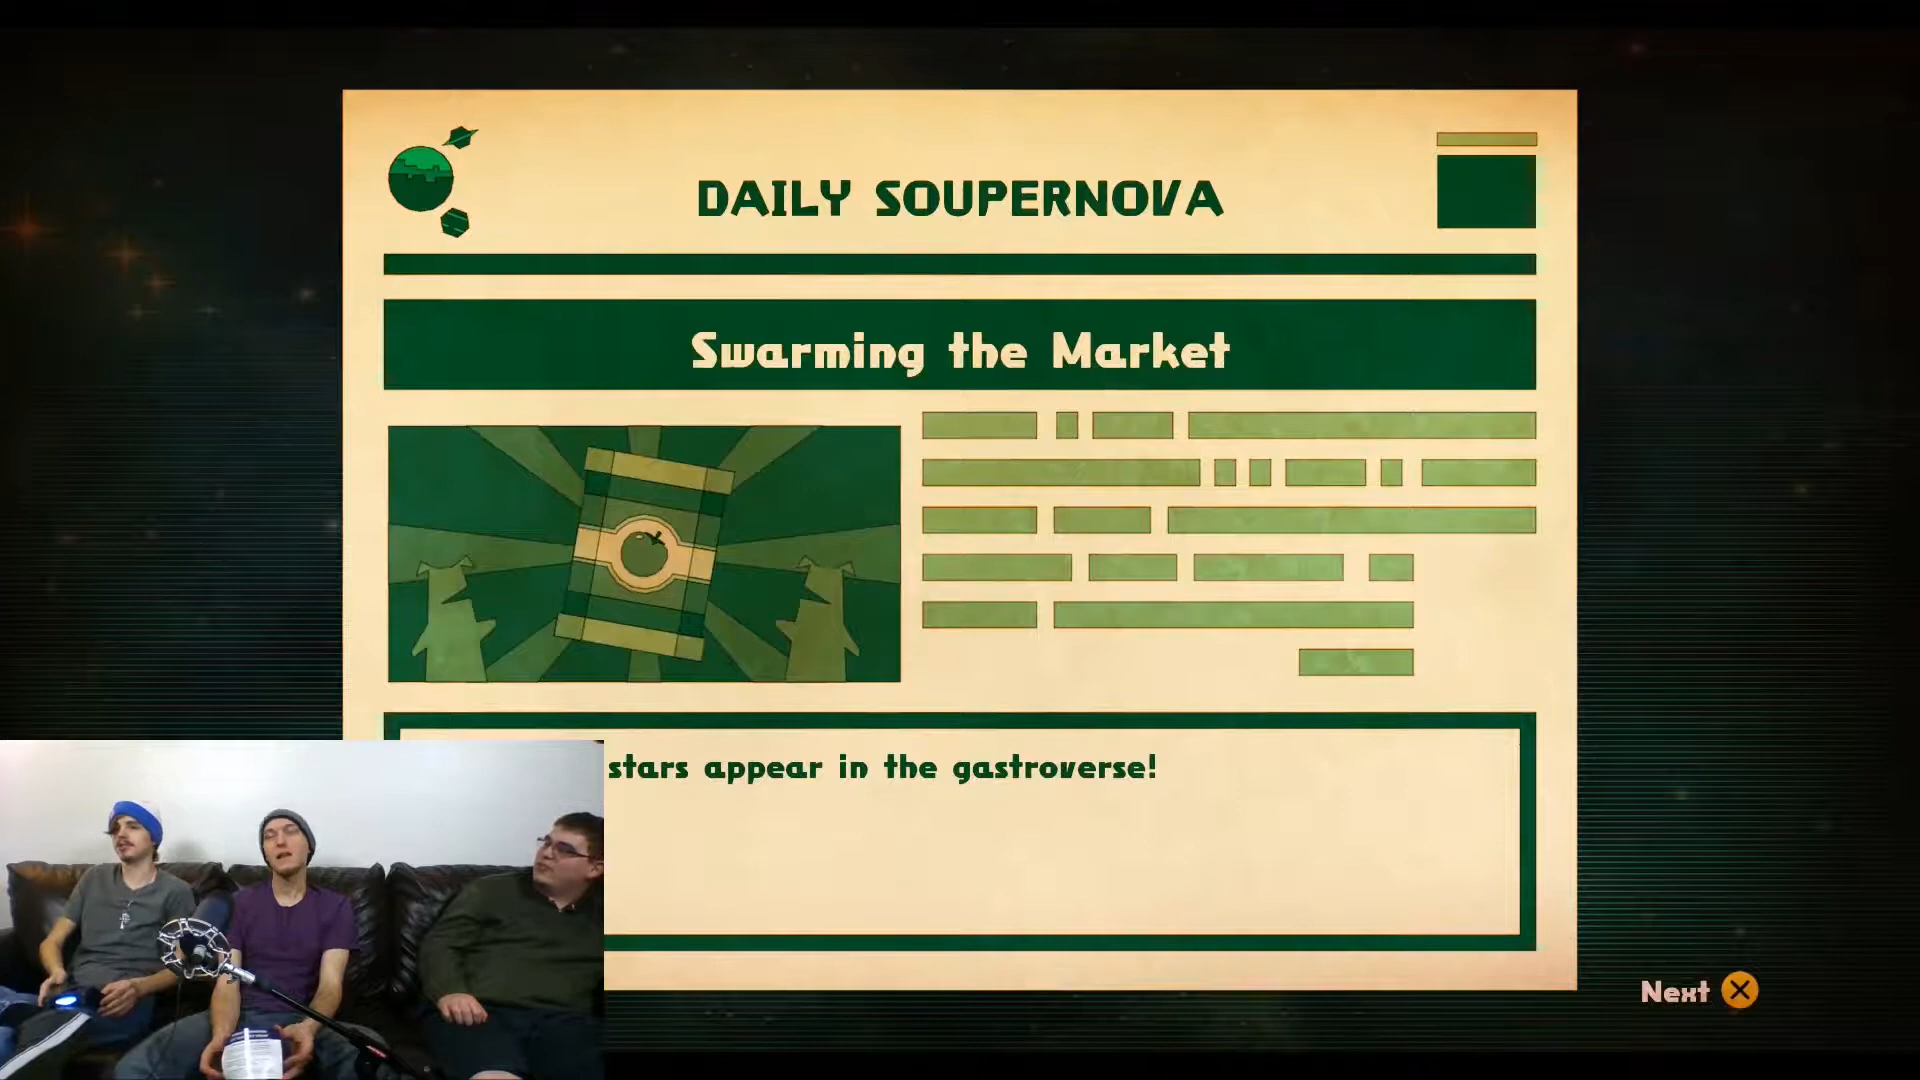 DAILY SOUPERNOVA
Swarming the Market
stars appear in the gastroverse!
Next